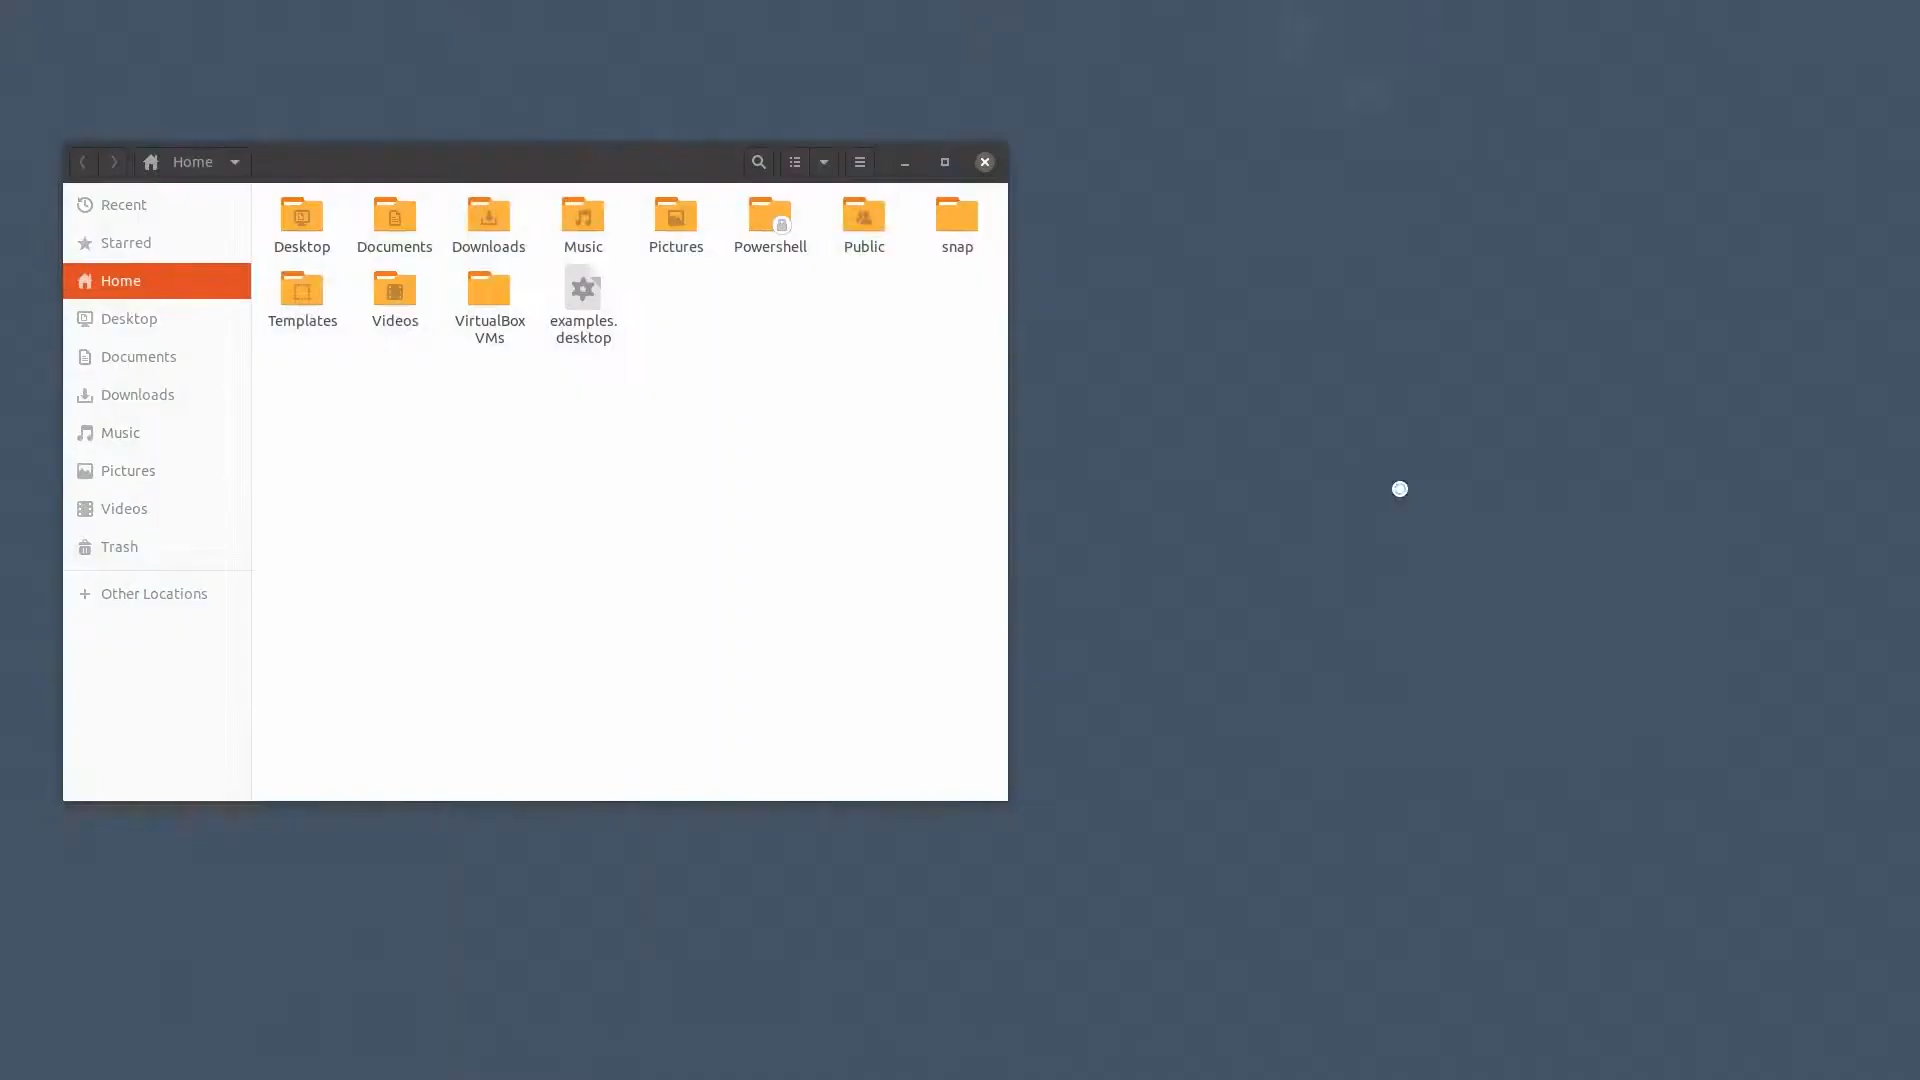 Home
Recent
Starred
Home
Desktop
Documents
Downloads
Music
Pictures
Videos
Trash
Other Locations
Desktop
Documents
Downloads
Music
Pictures
Powershell
Public
snap
Templates
Videos
VirtualBox
VMs
examples.
desktop